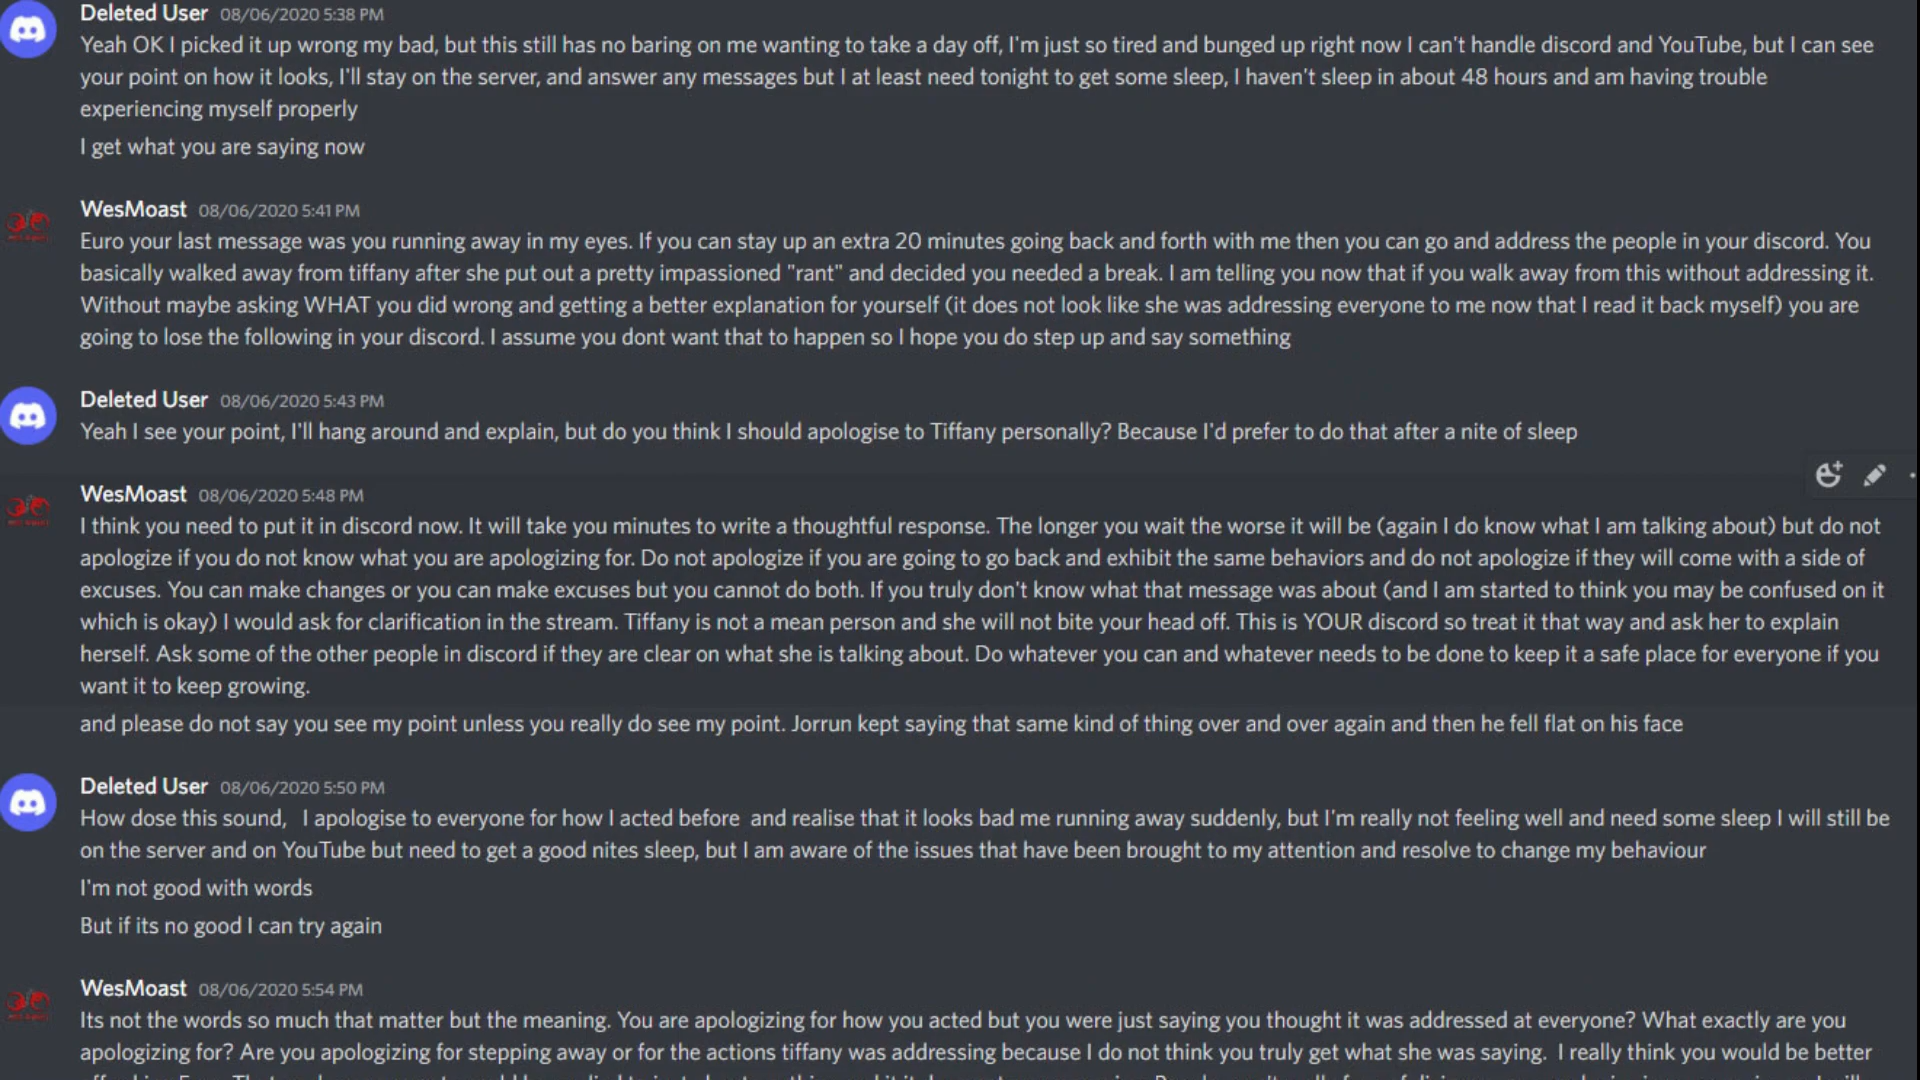 Deleted User 08/06/2020 5:38 PM
Yeah OK I picked it up wrong my bad, but this still has no baring on me wanting to take a day off, I'm just so tired and bunged up right now I can't handle discord and YouTube, but I can see
your point on how it looks, I'll stay on the server, and answer any messages but I at least need tonight to get some sleep, I haven't sleep in about 48 hours and am having trouble
experiencing myself properly
I get what you are saying now
WesMoast 08/06/2020 5:41 PM
Euro your last message was you running away in my eyes. If you can stay up an extra 20 minutes going back and forth with me then you can go and address the people in your discord. You
basically walked away from tiffany after she put out a pretty impassioned "rant" and decided you needed a break. I am telling you now that if you walk away from this without addressing it.
Without maybe asking WHAT you did wrong and getting a better explanation for yourself (it does not look like she was addressing everyone to me now that I read it back myself) you are
going to lose the following in your discord. I assume you dont want that to happen so I hope you do step up and say something
Deleted User 08/06/2020 5:43 PM
Yeah I see your point, I'll hang around and explain, but do you think I should apologise to Tiffany personally? Because I'd prefer to do that after a nite of sleep
WesMoast 08/06/2020 5:48 PM
I think you need to put it in discord now. It will take you minutes to write a thoughtful response. The longer you wait the worse it will be (again I do know what I am talking about) but do not
apologize if you do not know what you are apologizing for. Do not apologize if you are going to go back and exhibit the same behaviors and do not apologize if they will come with a side of
excuses. You can make changes or you can make excuses but you cannot do both. If you truly don't know what that message was about (and I am started to think you may be confused on it
which is okay) I would ask for clarification in the stream. Tiffany is not a mean person and she will not bite your head off. This is YOUR discord so treat it that way and ask her to explain
herself. Ask some of the other people in discord if they are clear on what she is talking about. Do whatever you can and whatever needs to be done to keep it a safe place for everyone if you
want it to keep growing.
and please do not say you see my point unless you really do see my point. Jorrun kept saying that same kind of thing over and over again and then he fell flat on his face
Deleted User 08/06/2020 5:50 PM
How dose this sound, I apologise to everyone for how I acted before and realise that it looks bad me running away suddenly, but I'm really not feeling well and need some sleep I will still be
on the server and on YouTube but need to get a good nites sleep, but I am aware of the issues that have been brought to my attention and resolve to change my behaviour
I'm not good with words
But if its no good I can try again
WesMoast 08/06/2020 5:54 PM
Its not the words so much that matter but the meaning. You are apologizing for how you acted but you were just saying you thought it was addressed at everyone? What exactly are you
apologizing for? Are you apologizing for stepping away or for the actions tiffany was addressing because I do not think you truly get what she was saying. I really think you would be better